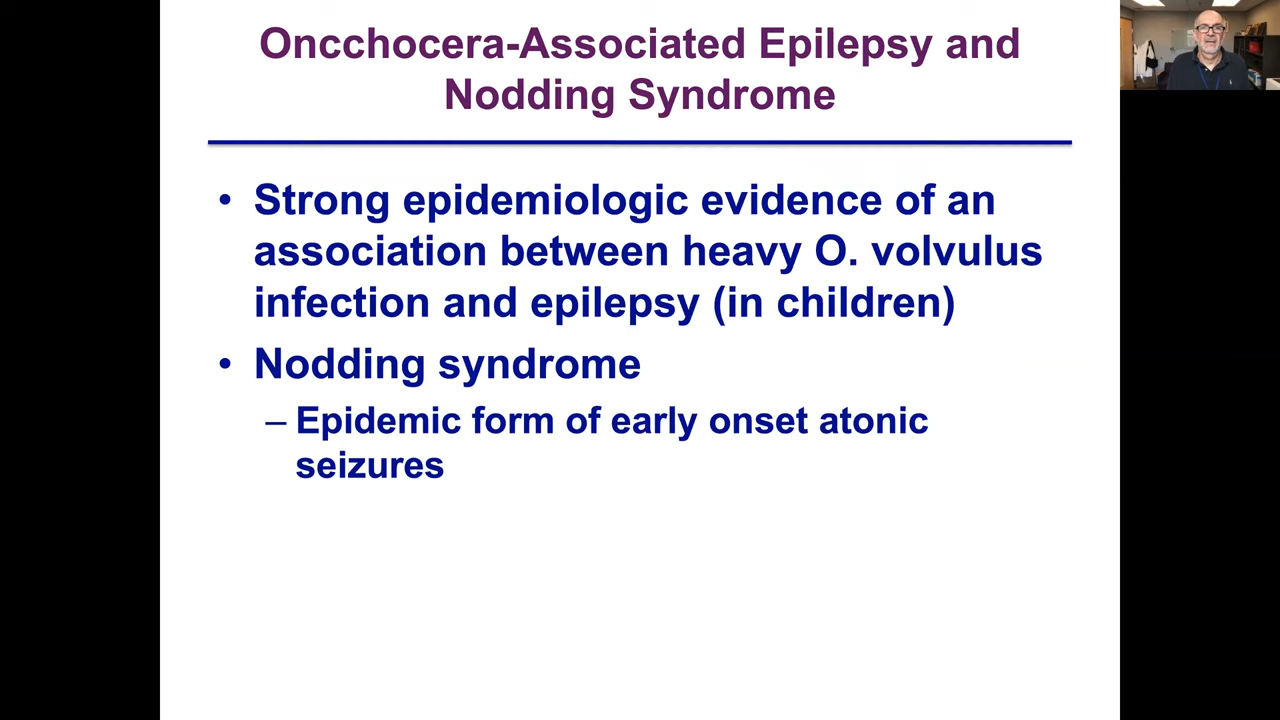 Oncchocera-Associated Epilepsy and
Nodding Syndrome
• Strong epidemiologic evidence of an
association between heavy O. volvulus
infection and epilepsy (in children)
• Nodding syndrome
– Epidemic form of early onset atonic
seizures